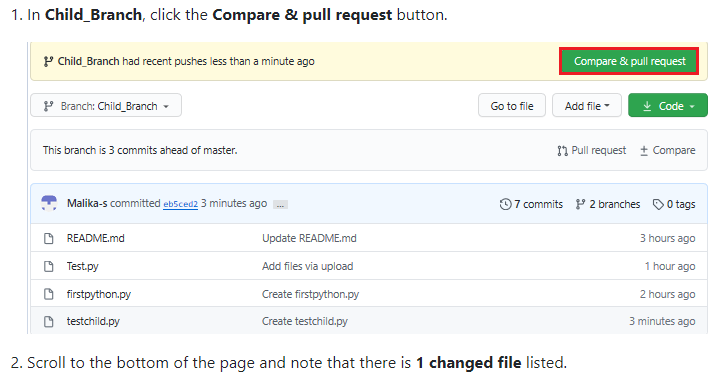 1. In Child_Branch, click the Compare & pull request button.
Child_Branch had recent pushes less than a minute ago Compare & pull request
Branch: Child_Branch Go to file Add file Code
This branch is 3 commits ahead of master. Pull request Compare
Malika-s committed eb5ced2 3 minutes ago ... 7 commits 2 branches 0 tags
README.md Update README.md 3 hours ago
Test.py Add files via upload 1 hour ago
firstpython.py Create firstpython.py 2 hours ago
testchild.py Create testchild.py 3 minutes ago
2. Scroll to the bottom of the page and note that there is 1 changed file listed.